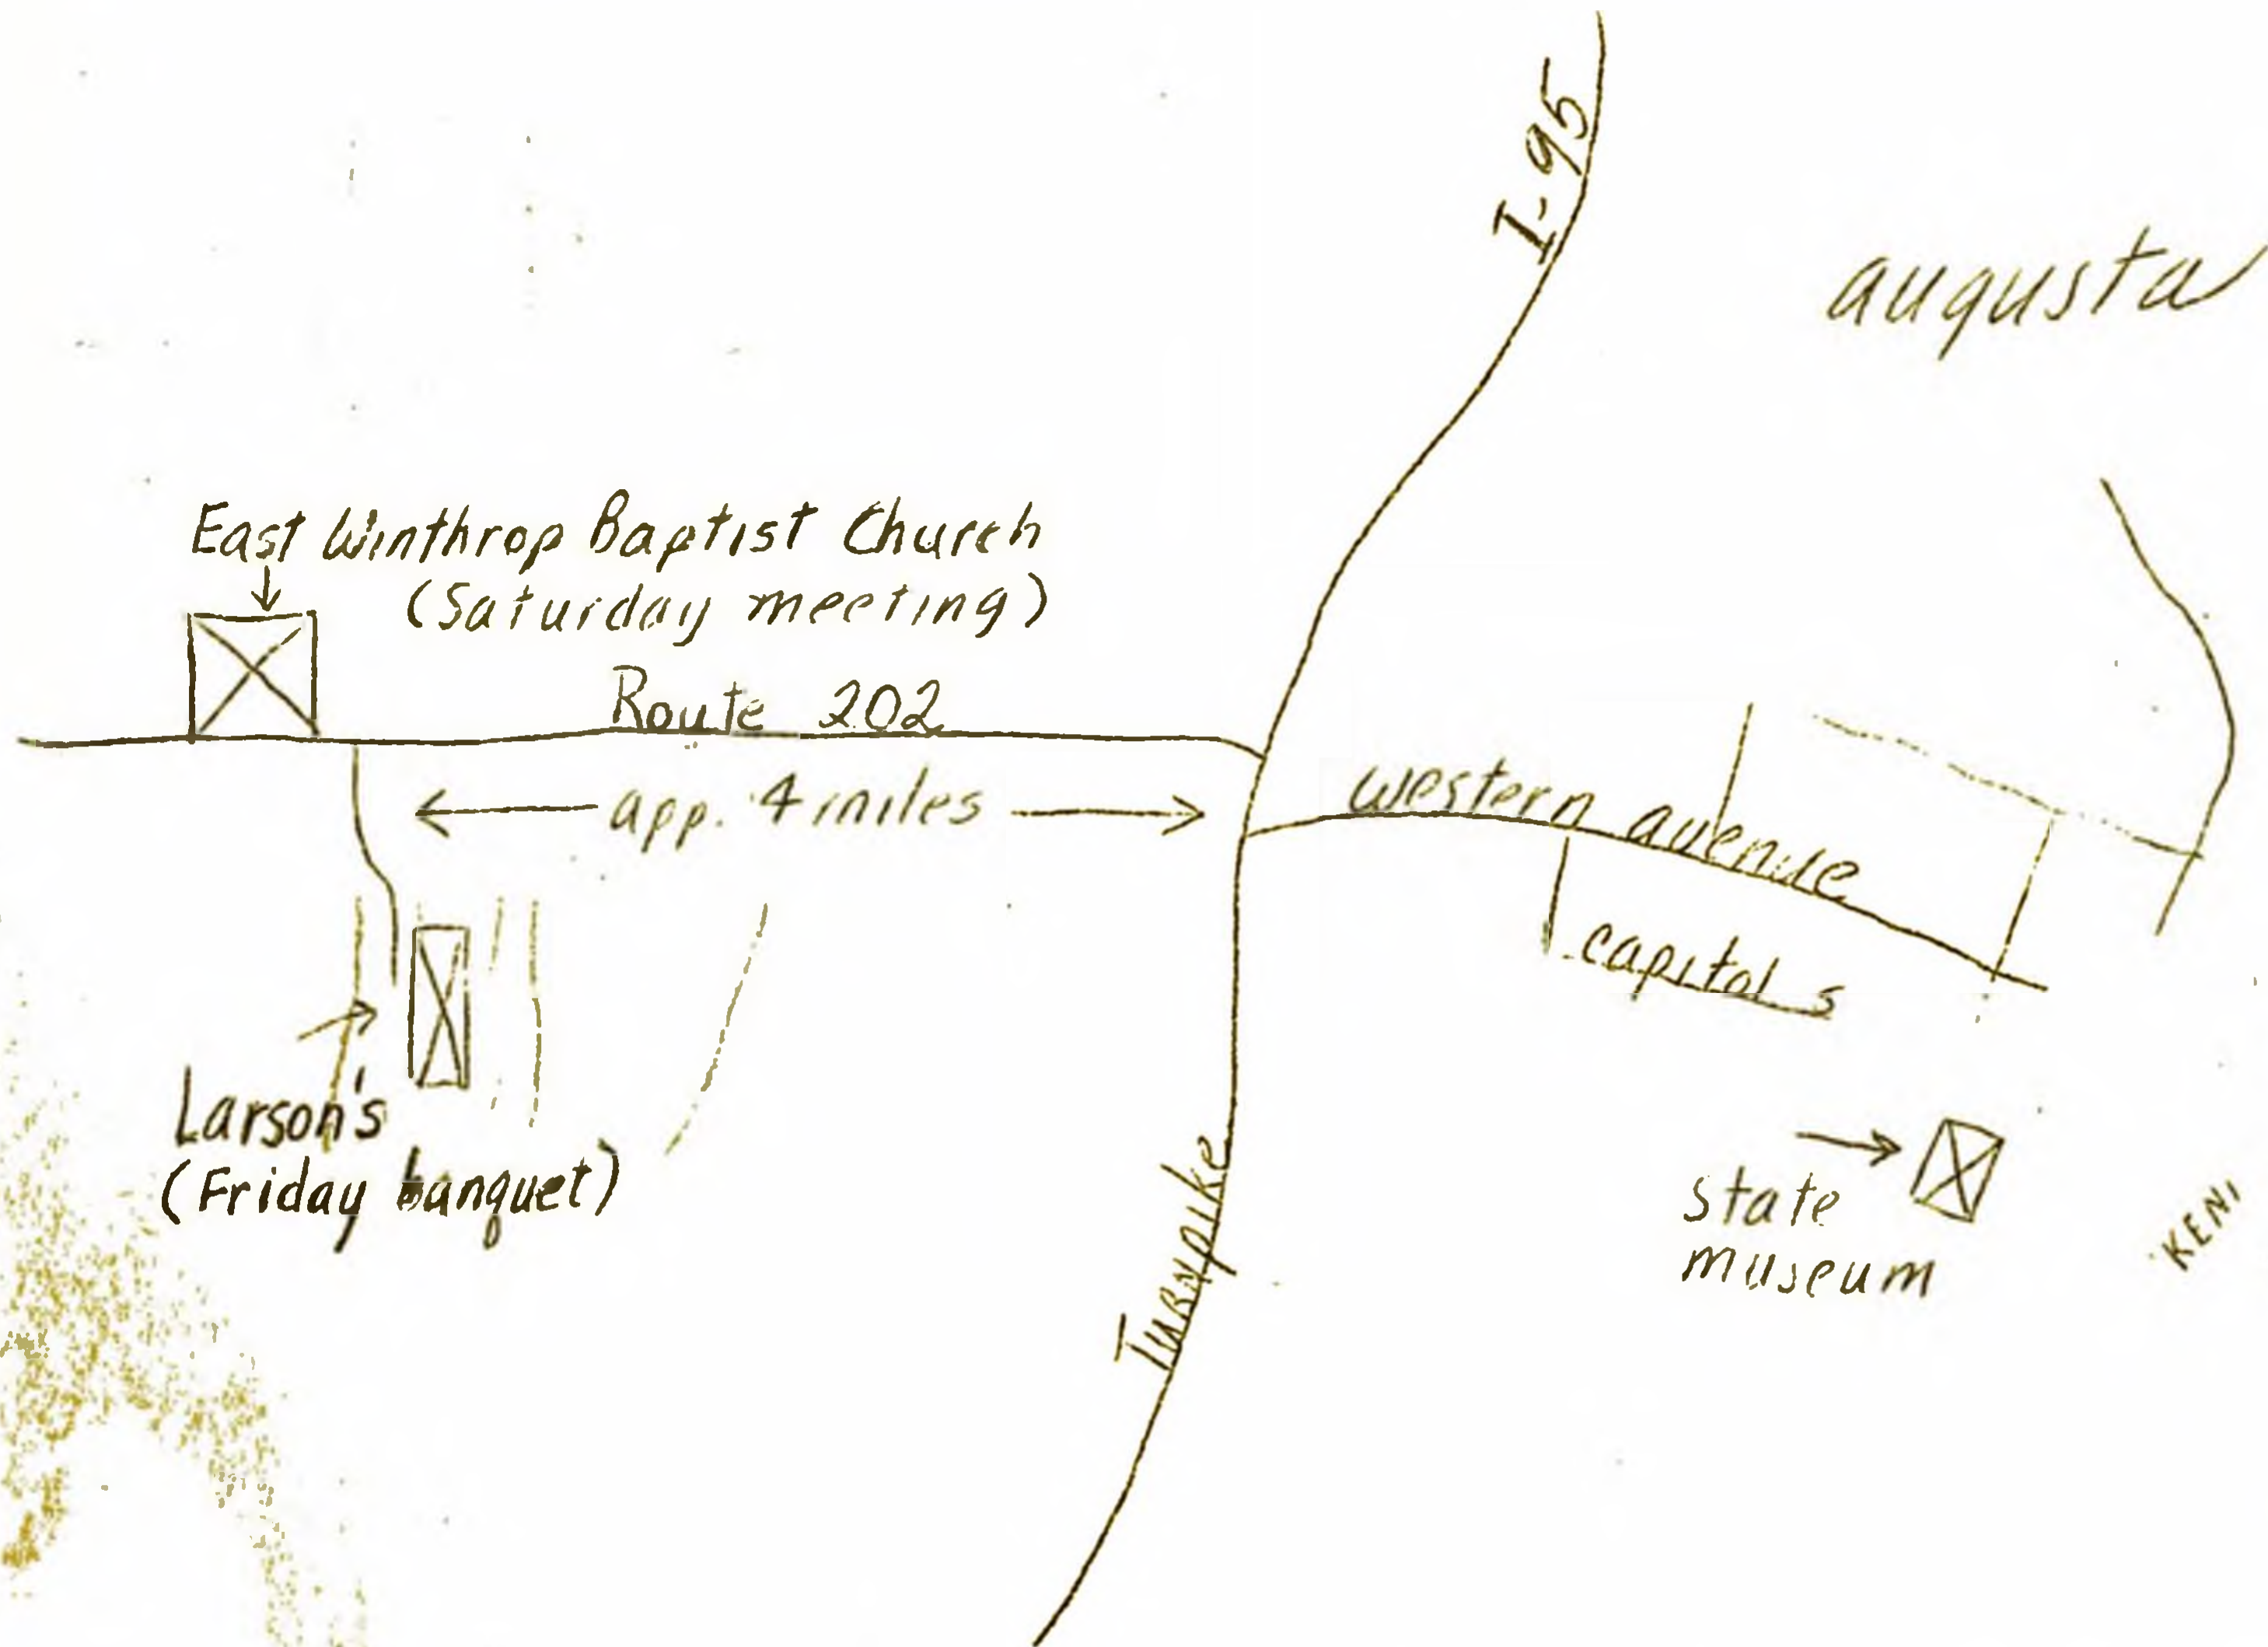 I-95
augusta
East Winthrop Baptist Church
(Saturday meeting)
Route 202
app. 4 miles
western avenue
capitol s
Larson's
(Friday banquet)
state
museum
KENI
Turnpike